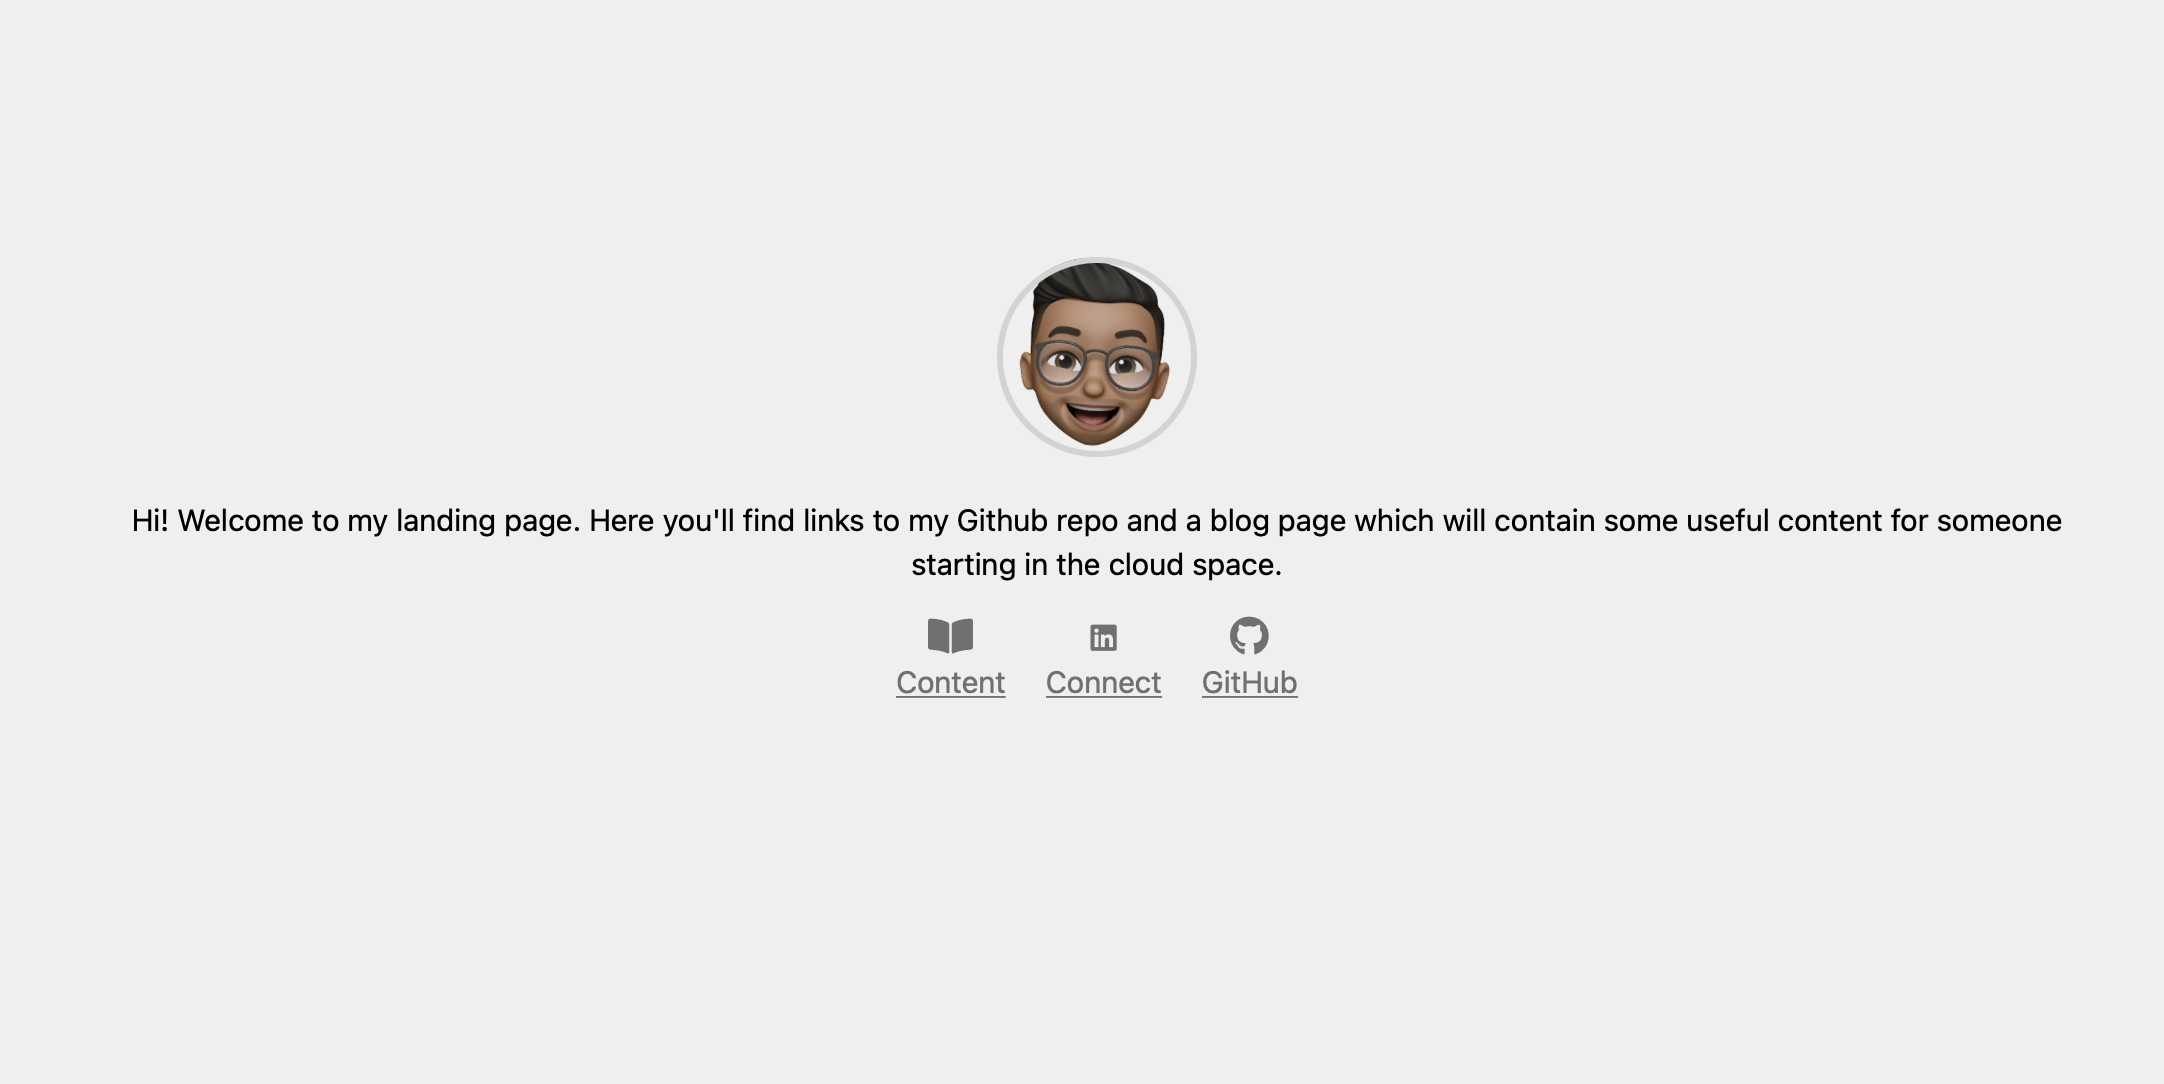 Hi! Welcome to my landing page. Here you'll find links to my Github repo and a blog page which will contain some useful content for someone
starting in the cloud space.
in
Content Connect GitHub